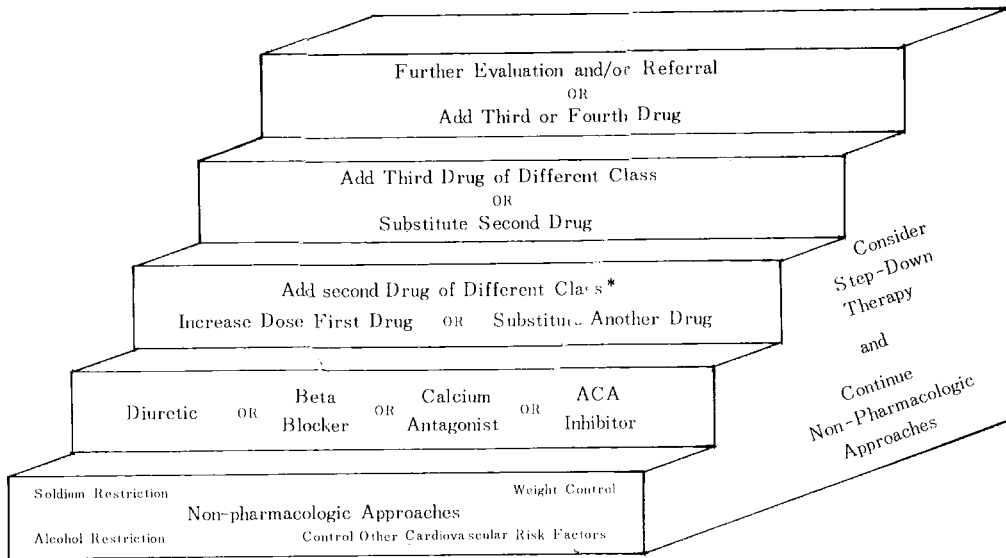 Further Evaluation and/or Referral
OR
Add Third or Fourth Drug
Add Third Drug of Different Class
OR
Substitute Second Drug
Add second Drug of Different Class*
Increase Dose First Drug OR Substitute Another Drug
Diuretic OR Beta Blocker OR Calcium Antagonist OR ACA Inhibitor
Soldium Restriction Weight Control
Non-pharmacologic Approaches
Alcohol Restriction Control Other Cardiovascular Risk Factors
Consider
Step-Down
Therapy
and
Continue
Non-Pharmacologic
Approaches